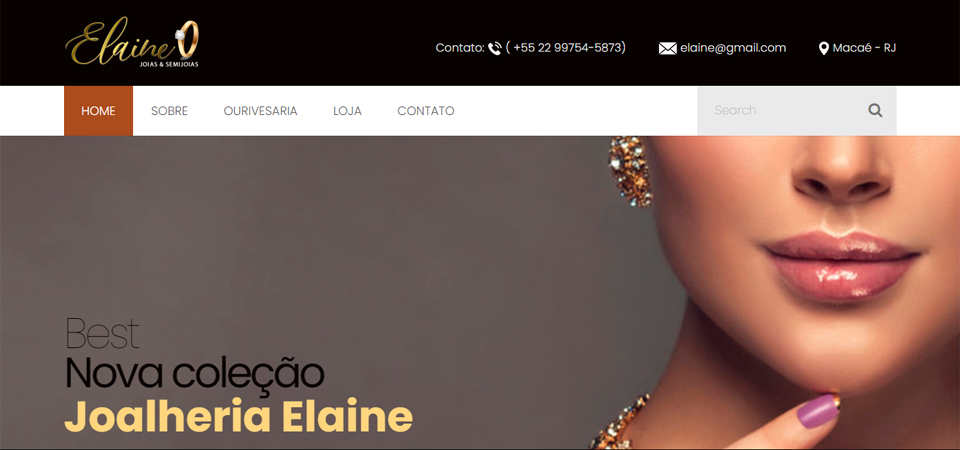 Elaine
JOIAS & SEMIJOIAS
Contato: ( +55 22 99754-5873) elaine@gmail.com Macaé - RJ
HOME SOBRE OURIVESARIA LOJA CONTATO Search
Best
Nova coleção
Joalheria Elaine